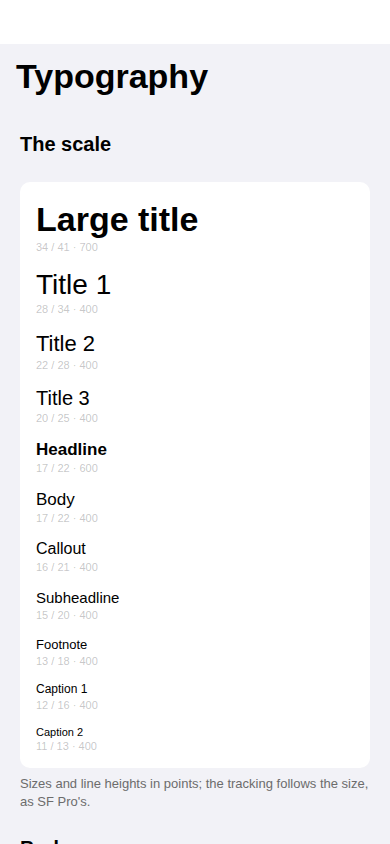 Typography
The scale
Large title
34 / 41 · 700
Title 1
28 / 34 · 400
Title 2
22 / 28 · 400
Title 3
20 / 25 · 400
Headline
17 / 22 · 600
Body
17 / 22 · 400
Callout
16 / 21 · 400
Subheadline
15 / 20 · 400
Footnote
13 / 18 · 400
Caption 1
12 / 16 · 400
Caption 2
11 / 13 · 400
Sizes and line heights in points; the tracking follows the size,
as SF Pro's.